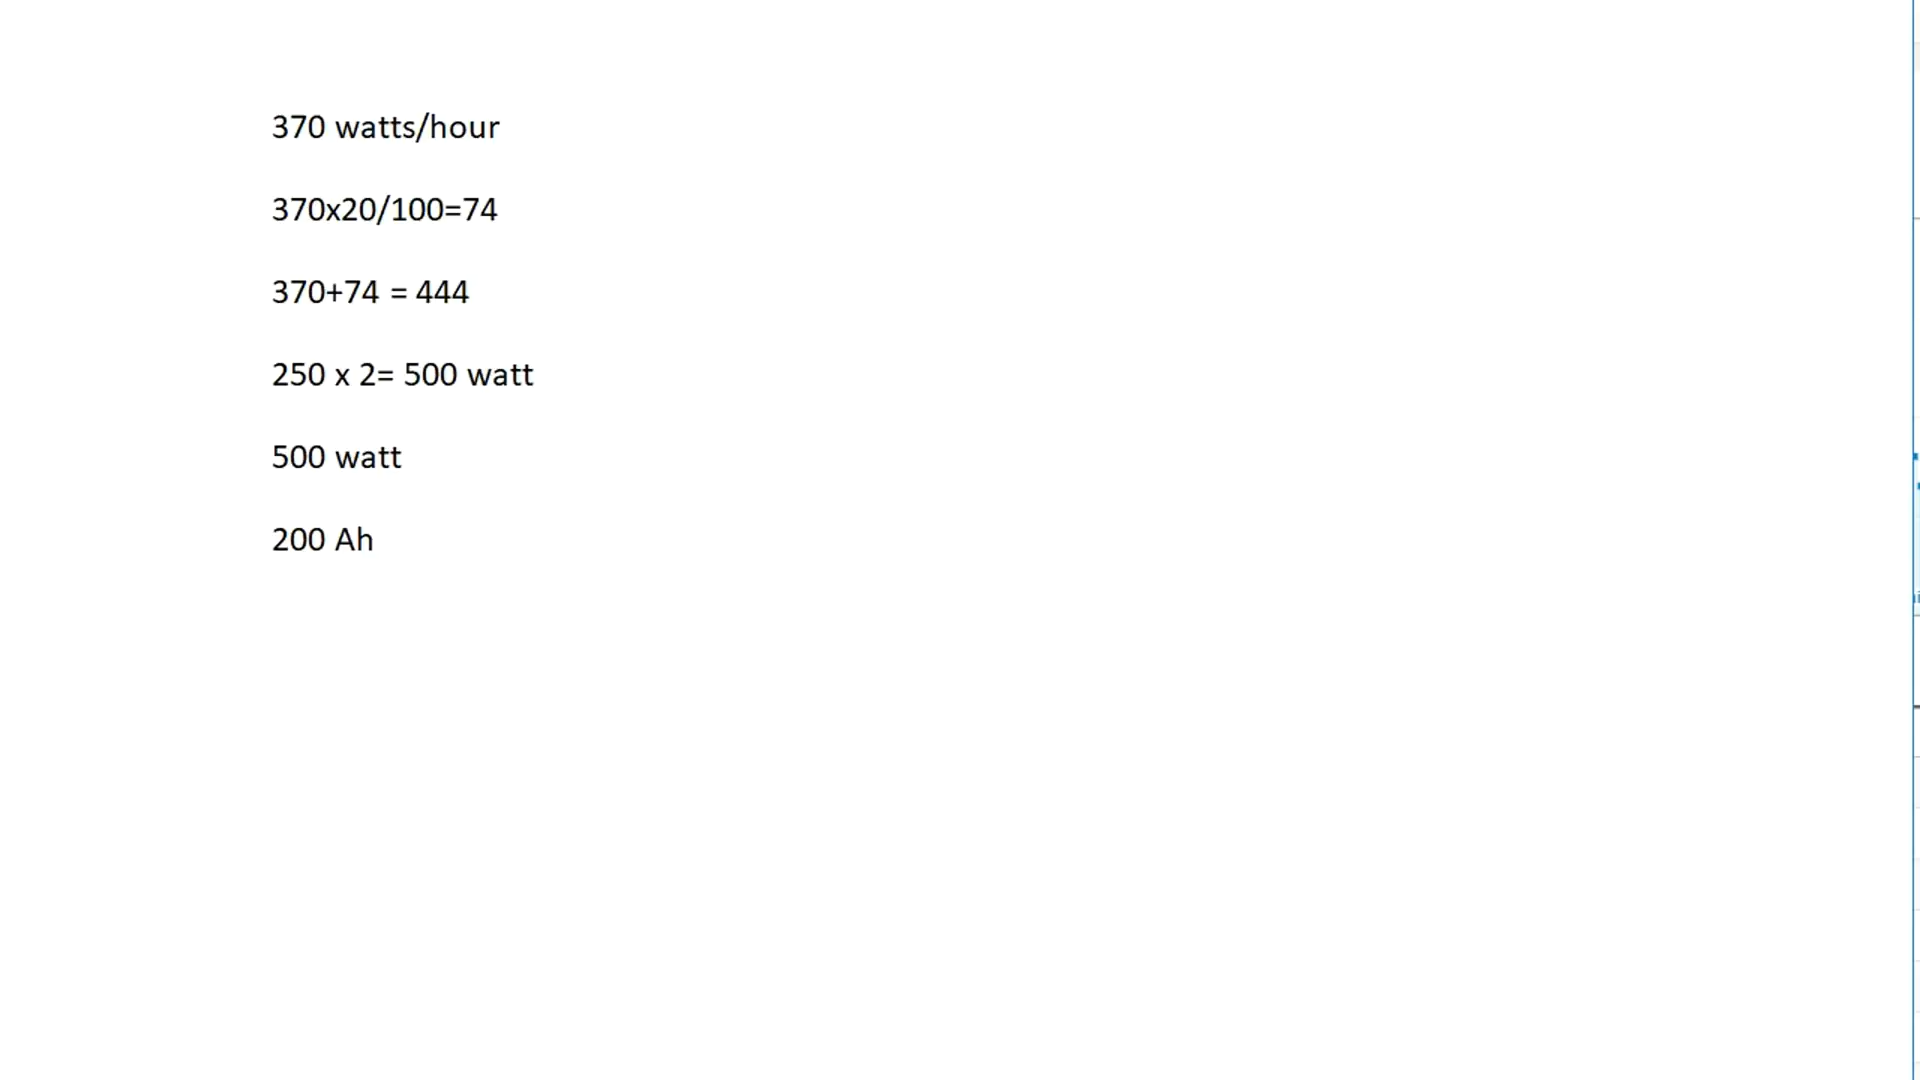 370 watts/hour
370x20/100=74
370+74 = 444
250 x 2= 500 watt
500 watt
200 Ah